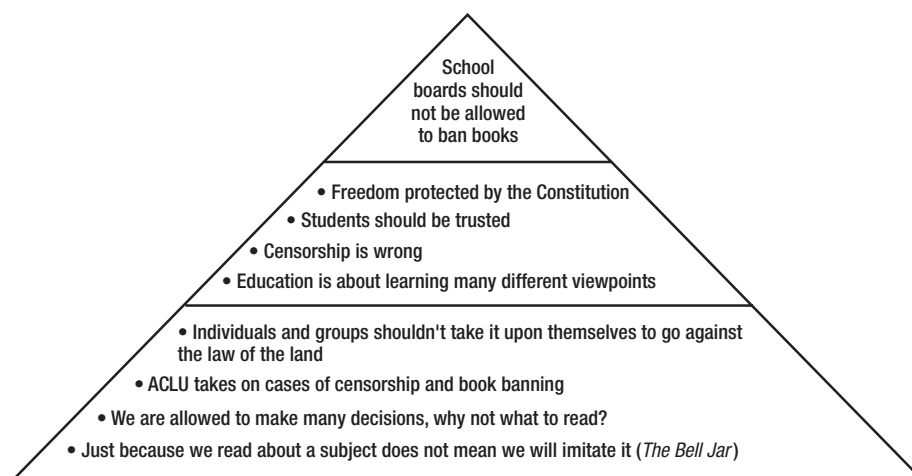 School
boards should
not be allowed
to ban books
• Freedom protected by the Constitution
• Students should be trusted
• Censorship is wrong
• Education is about learning many different viewpoints
• Individuals and groups shouldn't take it upon themselves to go against
the law of the land
• ACLU takes on cases of censorship and book banning
• We are allowed to make many decisions, why not what to read?
• Just because we read about a subject does not mean we will imitate it (The Bell Jar)